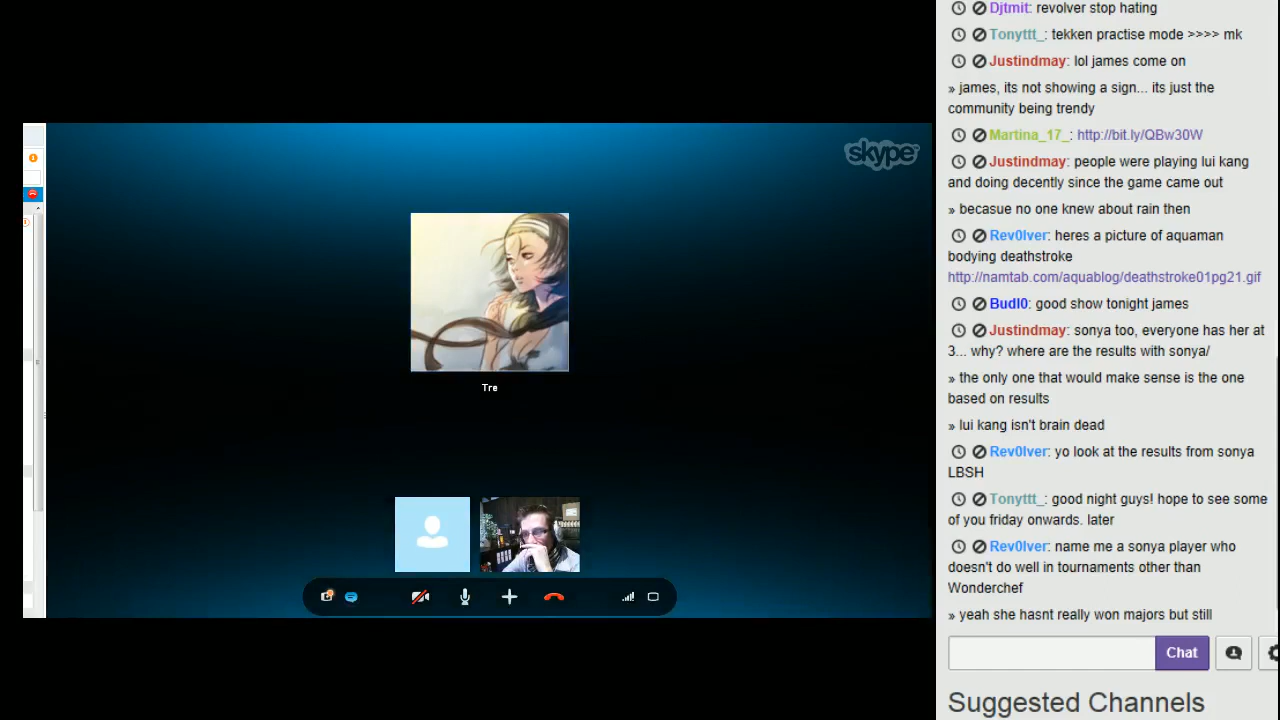 skype
Tre
Djtmit: revolver stop hating
Tonyttt_: tekken practise mode >>>> mk
Justindmay: lol james come on
» james, its not showing a sign... its just the
community being trendy
Martina_17_: http://bit.ly/QBw30W
Justindmay: people were playing lui kang
and doing decently since the game came out
» becasue no one knew about rain then
Rev0lver: heres a picture of aquaman
bodying deathstroke
http://namtab.com/aquablog/deathstroke01pg21.gif
Budl0: good show tonight james
Justindmay: sonya too, everyone has her at
3... why? where are the results with sonya/
» the only one that would make sense is the one
based on results
» lui kang isn't brain dead
Rev0lver: yo look at the results from sonya
LBSH
Tonyttt_: good night guys! hope to see some
of you friday onwards. later
Rev0lver: name me a sonya player who
doesn't do well in tournaments other than
Wonderchef
» yeah she hasnt really won majors but still
Chat
Suggested Channels